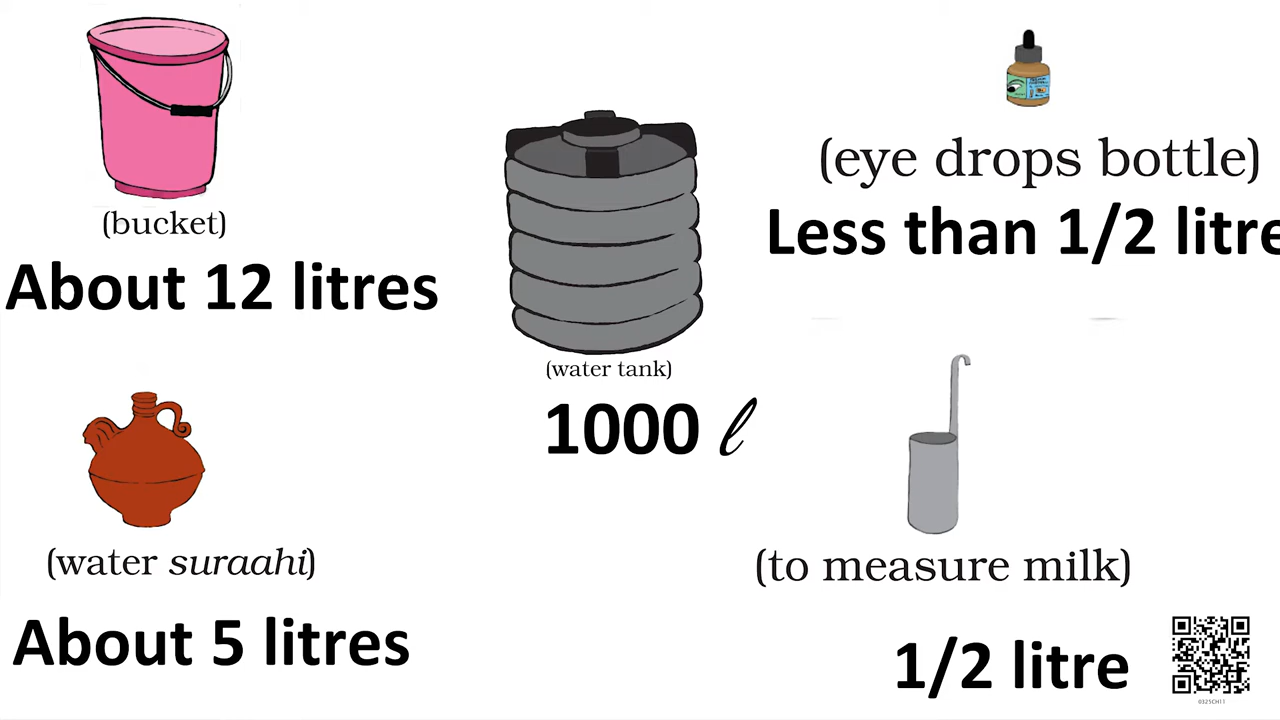 (bucket)
About 12 litres
(water tank)
1000 ℓ
(eye drops bottle)
Less than 1/2 litre
(water suraahi)
About 5 litres
(to measure milk)
1/2 litre
0325CH11